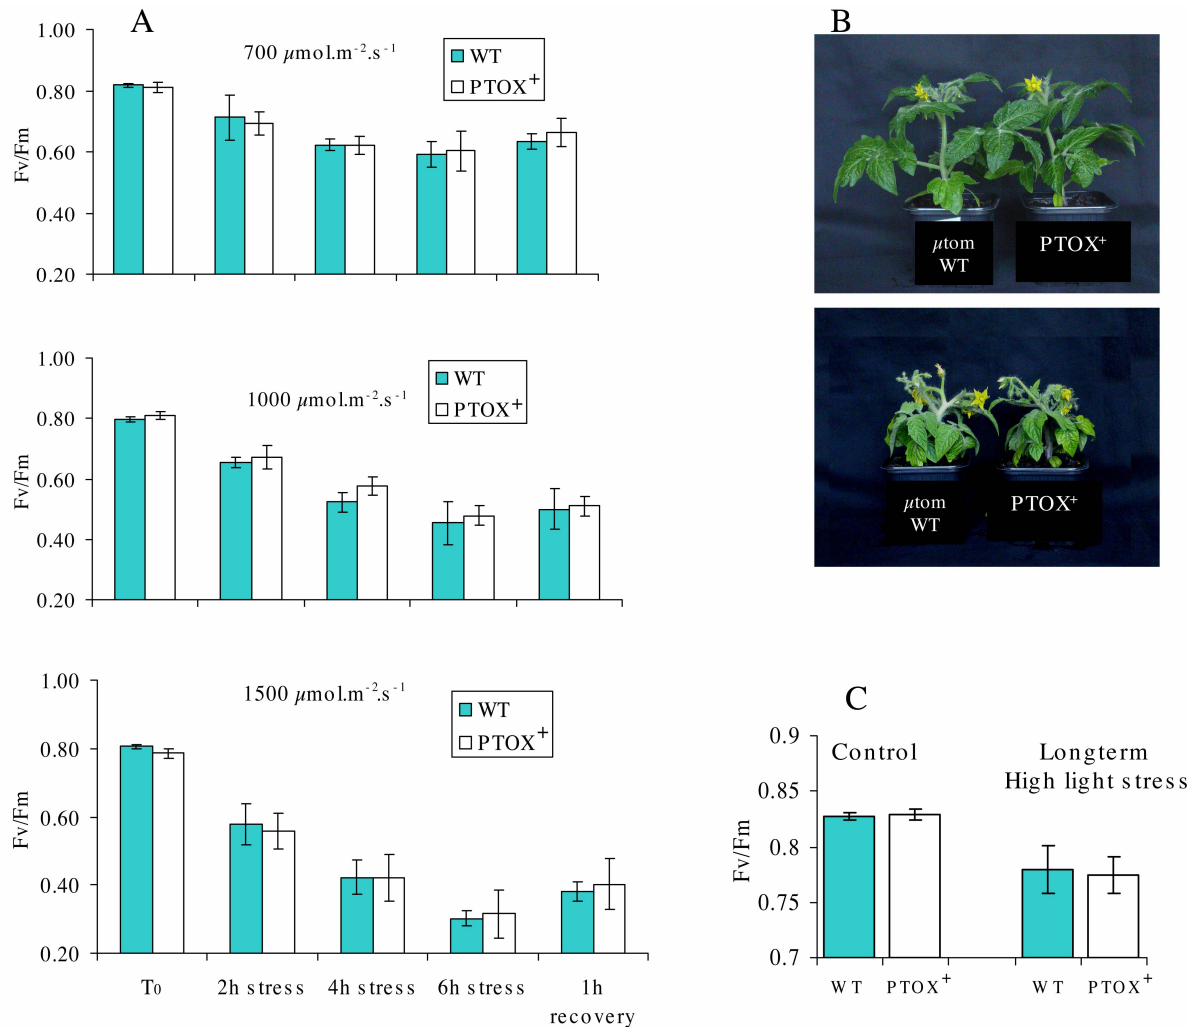 A
700 µmol.m-2.s-1
WT
PTOX+
Fv/Fm
1.00
0.80
0.60
0.40
0.20
1000 µmol.m-2.s-1
WT
PTOX+
Fv/Fm
1.00
0.80
0.60
0.40
0.20
1500 µmol.m-2.s-1
WT
PTOX+
Fv/Fm
1.00
0.80
0.60
0.40
0.20
T0
2h stress
4h stress
6h stress
1h
recovery
B
µtom
WT
PTOX+
µtom
WT
PTOX+
C
Control
Longterm
High light stress
Fv/Fm
0.9
0.85
0.8
0.75
0.7
WT
PTOX+
WT
PTOX+